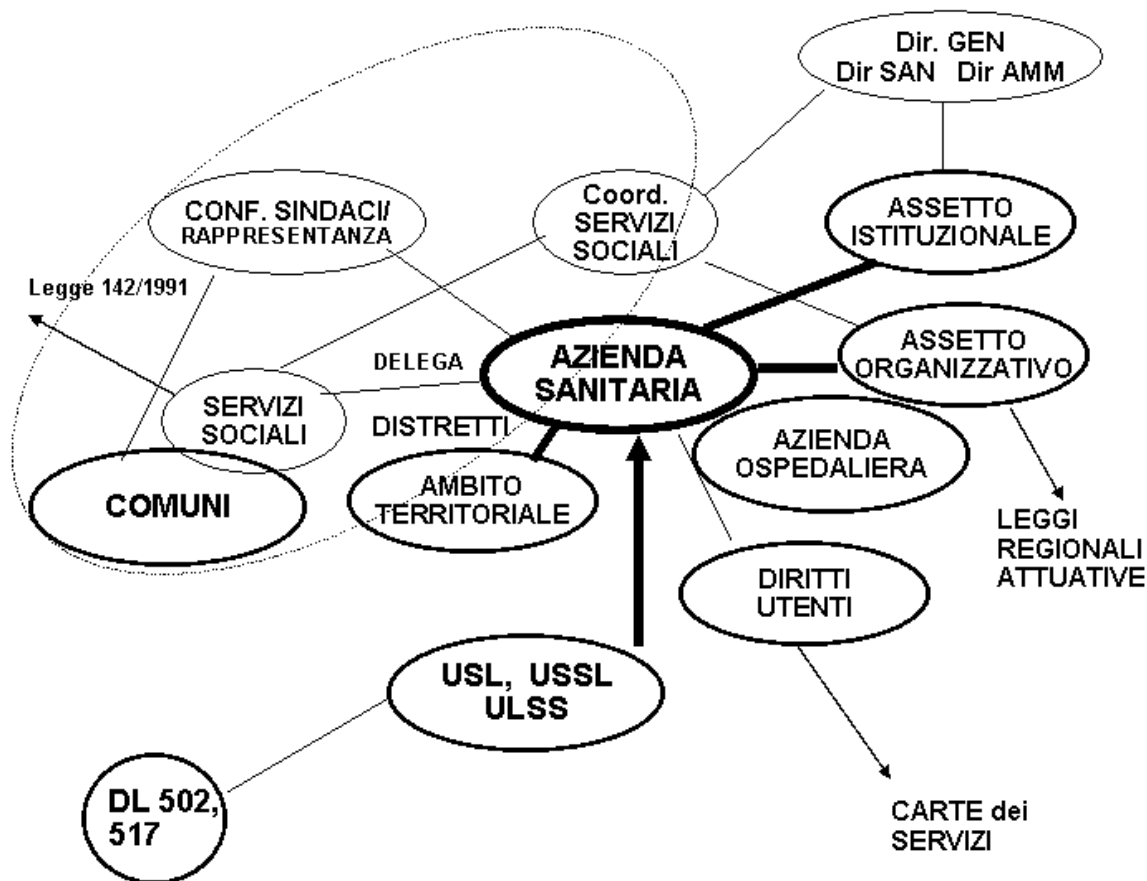 Dir. GEN
Dir SAN Dir AMM
CONF. SINDACI/
RAPPRESENTANZA
Coord.
SERVIZI
SOCIALI
ASSETTO
ISTITUZIONALE
Legge 142/1991
DELEGA
AZIENDA
SANITARIA
ASSETTO
ORGANIZZATIVO
SERVIZI
SOCIALI
DISTRETTI
AZIENDA
OSPEDALIERA
COMUNI
AMBITO
TERRITORIALE
LEGGI
REGIONALI
ATTUATIVE
DIRITTI
UTENTI
USL, USSL
ULSS
DL 502,
517
CARTE dei
SERVIZI